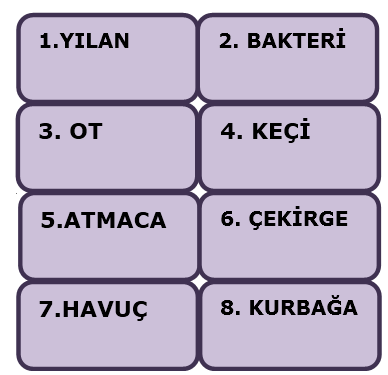 1.YILAN
2. BAKTERİ
3. OT
4. KEÇİ
5.ATMACA
6. ÇEKİRGE
7.HAVUÇ
8. KURBAĞA